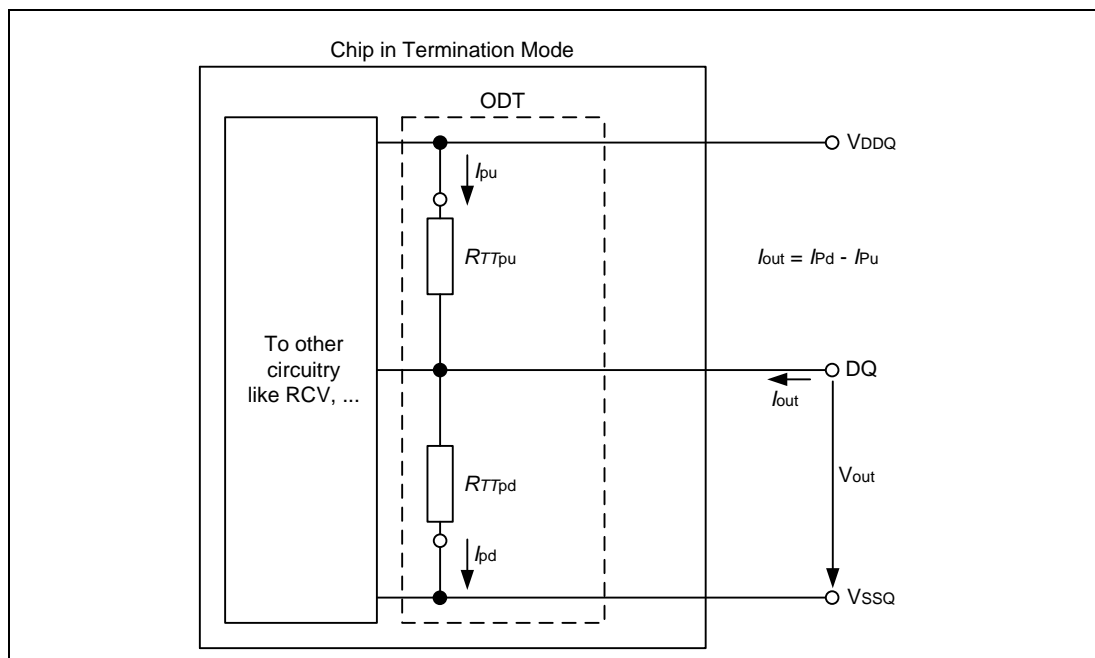 Chip in Termination Mode
ODT
VDDQ
Ipu
RTTpu
Iout = IPd - IPu
To other
circuitry
like RCV, ...
DQ
Iout
RTTpd
Vout
Ipd
VSSQ